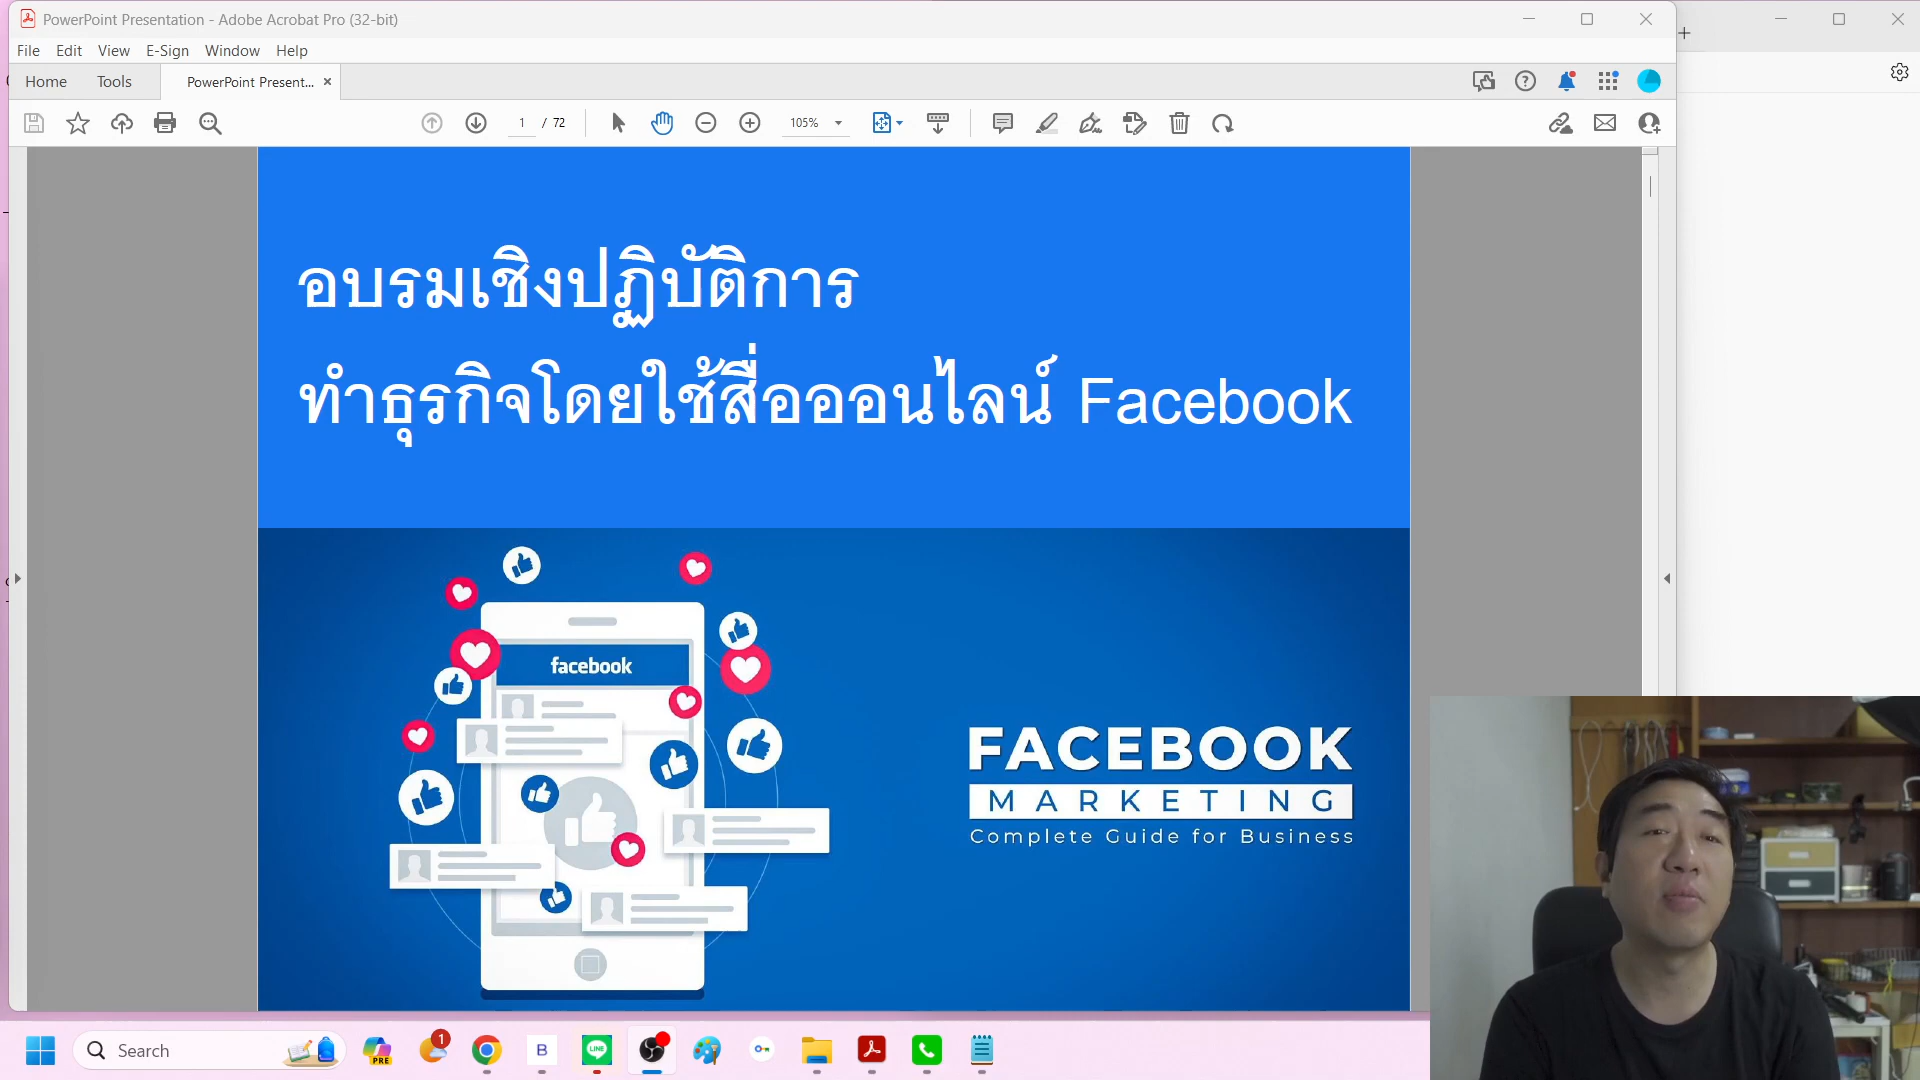 PowerPoint Presentation - Adobe Acrobat Pro (32-bit)
File Edit View E-Sign Window Help
Home Tools PowerPoint Present...
1 / 72 105%
อบรมเชิงปฏิบัติการ
ทำธุรกิจโดยใช้สื่อออนไลน์ Facebook
facebook
FACEBOOK
MARKETING
Complete Guide for Business
Search
PRE
1
B